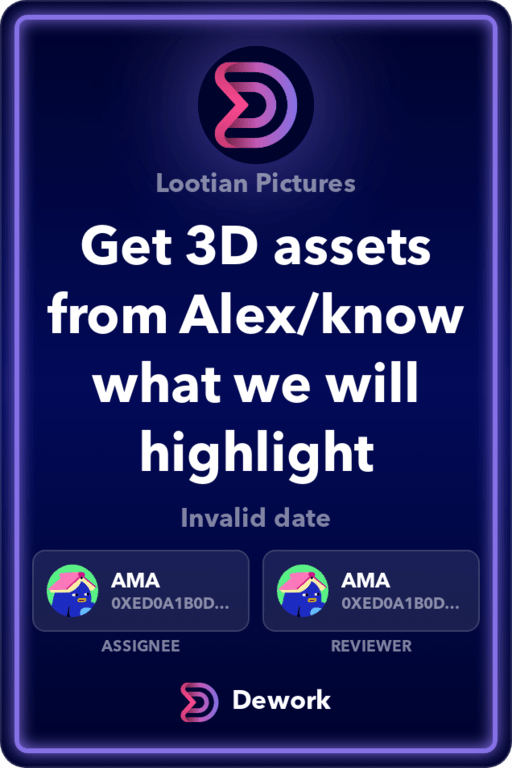 Lootian Pictures
Get 3D assets
from Alex/know
what we will
highlight
Invalid date
AMA
0XED0A1B0D...
AMA
0XED0A1B0D...
ASSIGNEE
REVIEWER
Dework